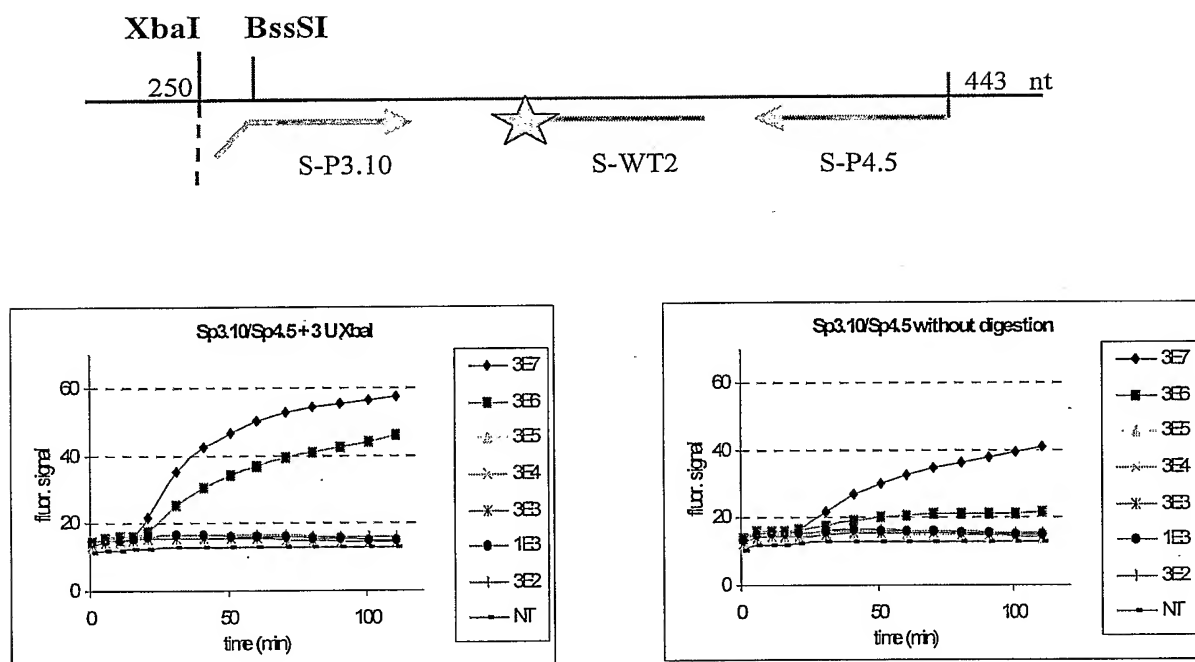 XbaI BssSI
250
443 nt
S-P3.10
S-WT2
S-P4.5
Sp3.10/Sp4.5 + 3 U XbaI
fluor. signal
60
40
20
0
0 50 100
time (min)
3E7
3E6
3E5
3E4
3E3
1E3
3E2
NT
Sp3.10/Sp4.5 without digestion
fluor. signal
60
40
20
0
0 50 100
time (min)
3E7
3E6
3E5
3E4
3E3
1E3
3E2
NT